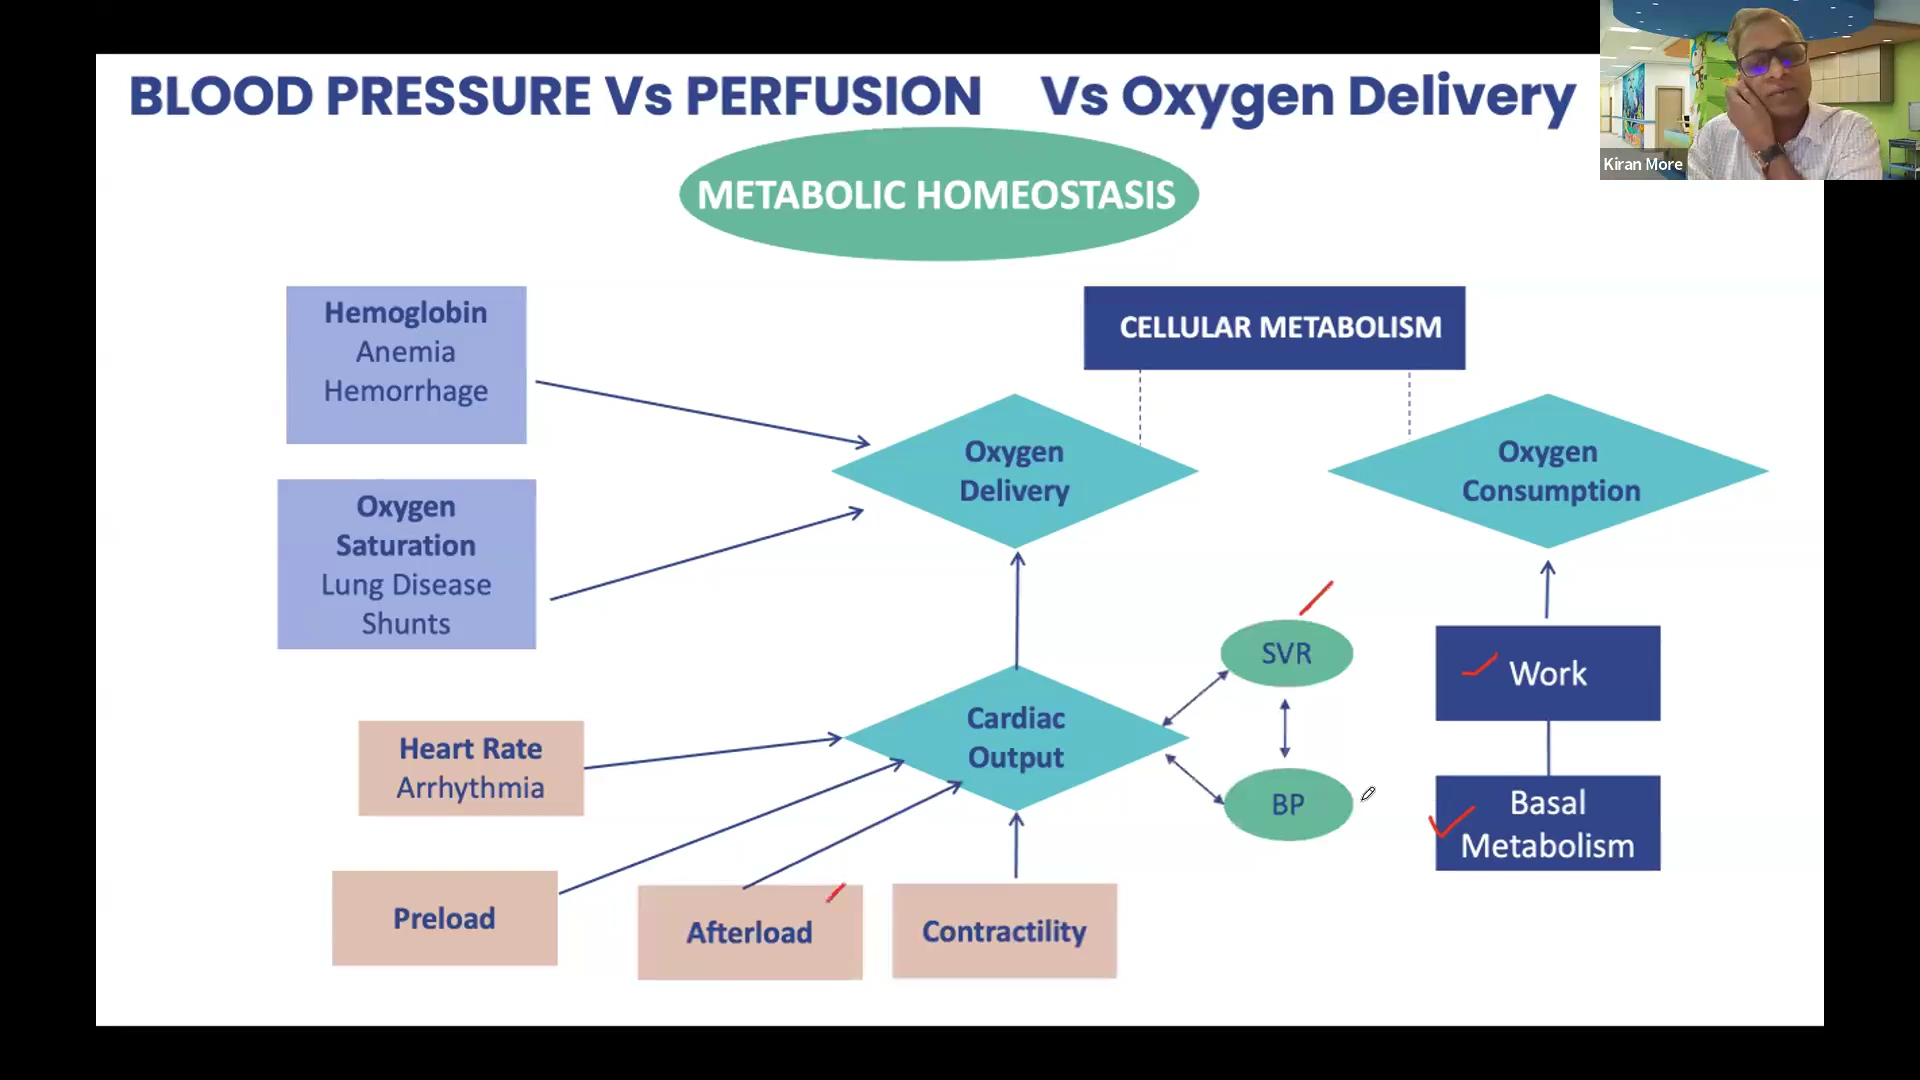 BLOOD PRESSURE Vs PERFUSION Vs Oxygen Delivery
Kiran More
METABOLIC HOMEOSTASIS
Hemoglobin
Anemia
Hemorrhage
CELLULAR METABOLISM
Oxygen
Delivery
Oxygen
Consumption
Oxygen
Saturation
Lung Disease
Shunts
SVR
Work
Cardiac
Output
Heart Rate
Arrhythmia
BP
Basal
Metabolism
Preload
Afterload
Contractility